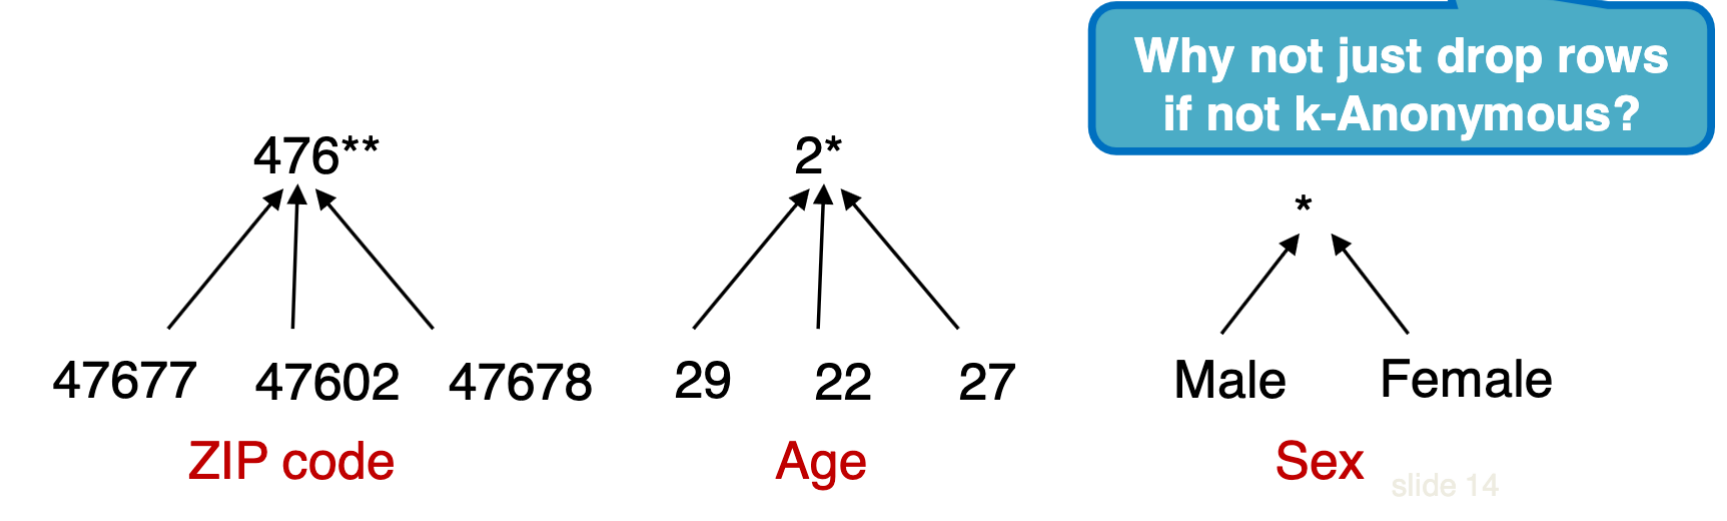 Why not just drop rows
if not k-Anonymous?
476** 2*
*
47677 47602 47678 29 22 27 Male Female
ZIP code Age Sex
slide 14